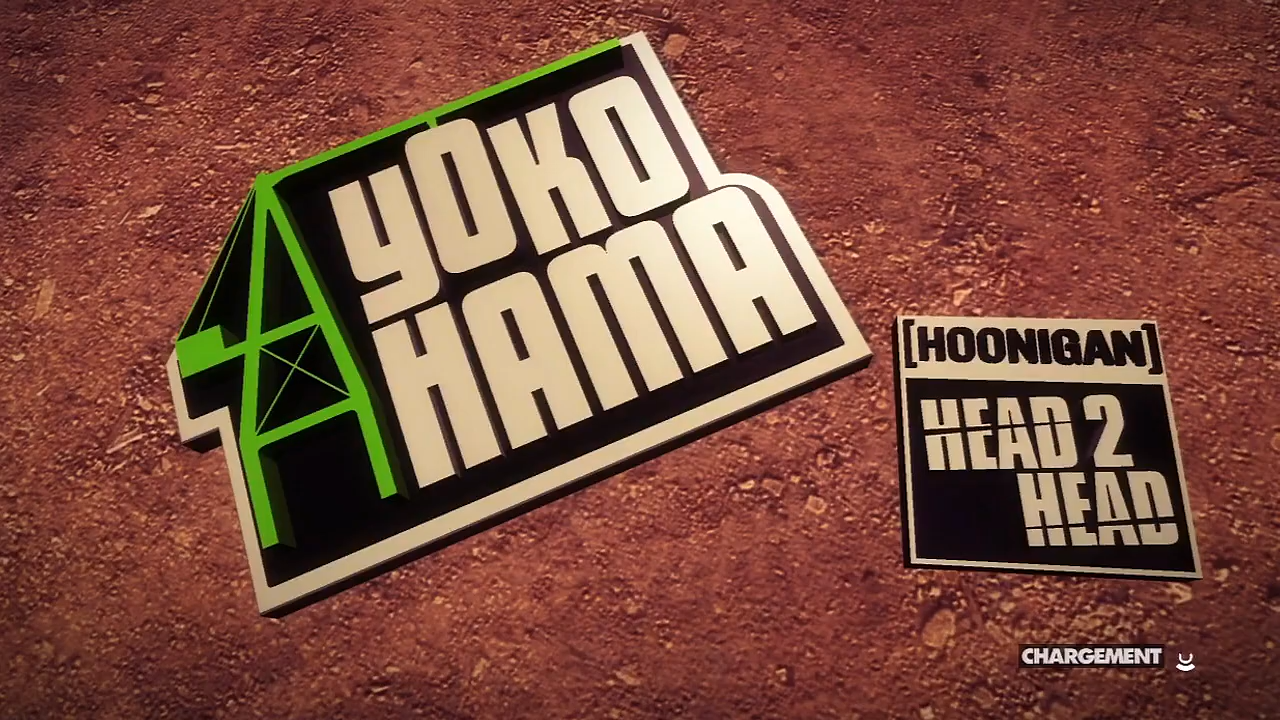 YOKO
HAMA
[HOONIGAN]
HEAD 2
HEAD
CHARGEMENT